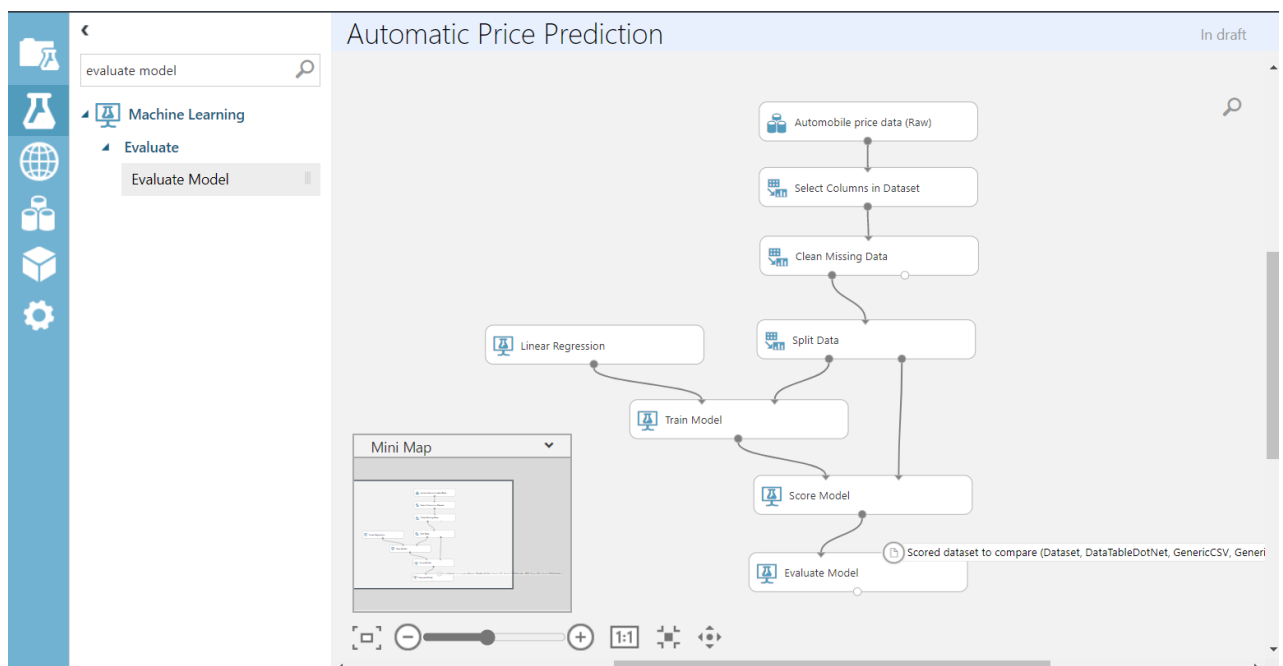 Automatic Price Prediction
In draft
evaluate model
Machine Learning
Evaluate
Evaluate Model
Automobile price data (Raw)
Select Columns in Dataset
Clean Missing Data
Linear Regression
Split Data
Train Model
Mini Map
Score Model
Scored dataset to compare (Dataset, DataTableDotNet, GenericCSV, Generi
Evaluate Model
1:1